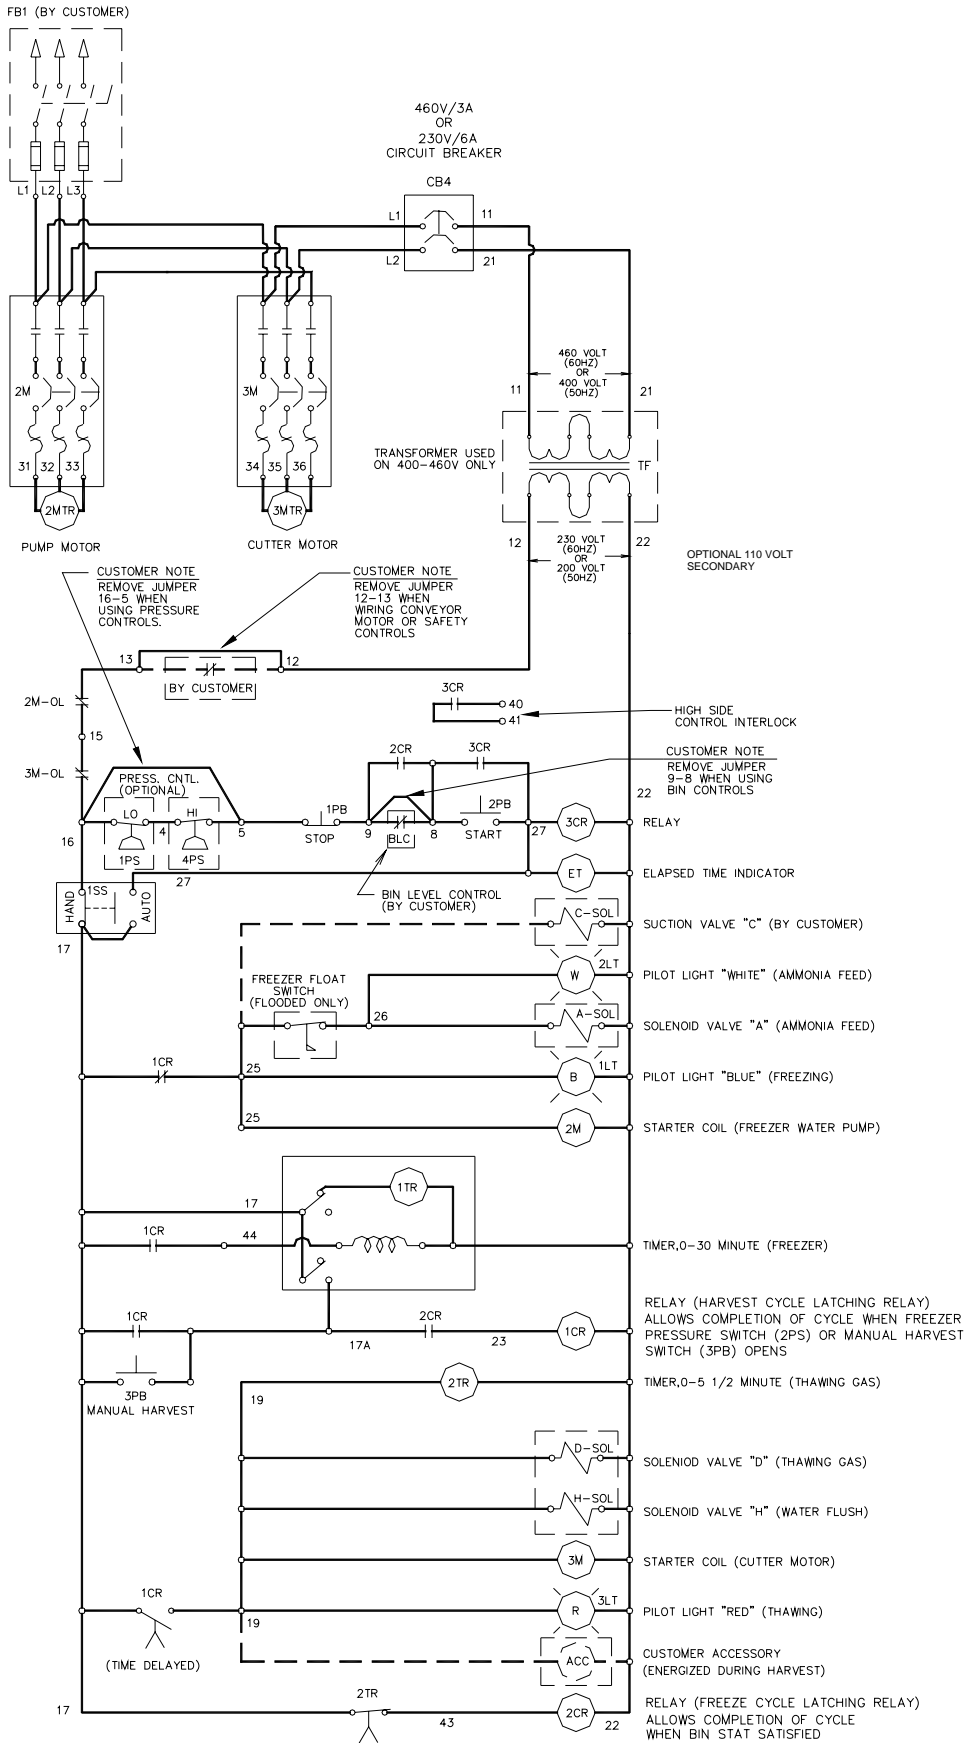 FB1 (BY CUSTOMER)
460V/3A
OR
230V/6A
CIRCUIT BREAKER
CB4
L1 L2 L3
L1 11
L2 21
460 VOLT
(60HZ)
OR
400 VOLT
(50HZ)
11 21
2M
3M
TRANSFORMER USED
ON 400-460V ONLY
TF
31 32 33
34 35 36
2MTR
3MTR
PUMP MOTOR
CUTTER MOTOR
12 22
230 VOLT
(60HZ)
OR
200 VOLT
(50HZ)
OPTIONAL 110 VOLT
SECONDARY
CUSTOMER NOTE
REMOVE JUMPER
16-5 WHEN
USING PRESSURE
CONTROLS.
CUSTOMER NOTE
REMOVE JUMPER
12-13 WHEN
WIRING CONVEYOR
MOTOR OR SAFETY
CONTROLS
13 12
BY CUSTOMER
2M-OL
15
3M-OL
3CR
40
41
HIGH SIDE
CONTROL INTERLOCK
CUSTOMER NOTE
REMOVE JUMPER
9-8 WHEN USING
BIN CONTROLS
2CR 3CR
PRESS. CNTL.
(OPTIONAL)
22
LO HI
1PB
2PB
16 4 5
STOP
9 BLC 8
START
27 3CR RELAY
1PS 4PS
27
ET ELAPSED TIME INDICATOR
BIN LEVEL CONTROL
(BY CUSTOMER)
HAND 1SS AUTO
17
C-SOL
SUCTION VALVE "C" (BY CUSTOMER)
FREEZER FLOAT
SWITCH
(FLOODED ONLY)
W 2LT PILOT LIGHT "WHITE" (AMMONIA FEED)
26
A-SOL
SOLENOID VALVE "A" (AMMONIA FEED)
1CR
25
B 1LT PILOT LIGHT "BLUE" (FREEZING)
25
2M STARTER COIL (FREEZER WATER PUMP)
1TR
17
1CR
44
TIMER,0-30 MINUTE (FREEZER)
1CR
2CR
17A
23
1CR
RELAY (HARVEST CYCLE LATCHING RELAY)
ALLOWS COMPLETION OF CYCLE WHEN FREEZER
PRESSURE SWITCH (2PS) OR MANUAL HARVEST
SWITCH (3PB) OPENS
3PB
MANUAL HARVEST
19
2TR TIMER,0-5 1/2 MINUTE (THAWING GAS)
D-SOL
SOLENIOD VALVE "D" (THAWING GAS)
H-SOL
SOLENOID VALVE "H" (WATER FLUSH)
3M STARTER COIL (CUTTER MOTOR)
1CR
(TIME DELAYED)
19
R 3LT PILOT LIGHT "RED" (THAWING)
ACC
CUSTOMER ACCESSORY
(ENERGIZED DURING HARVEST)
17
2TR
43
2CR
22
RELAY (FREEZE CYCLE LATCHING RELAY)
ALLOWS COMPLETION OF CYCLE
WHEN BIN STAT SATISFIED